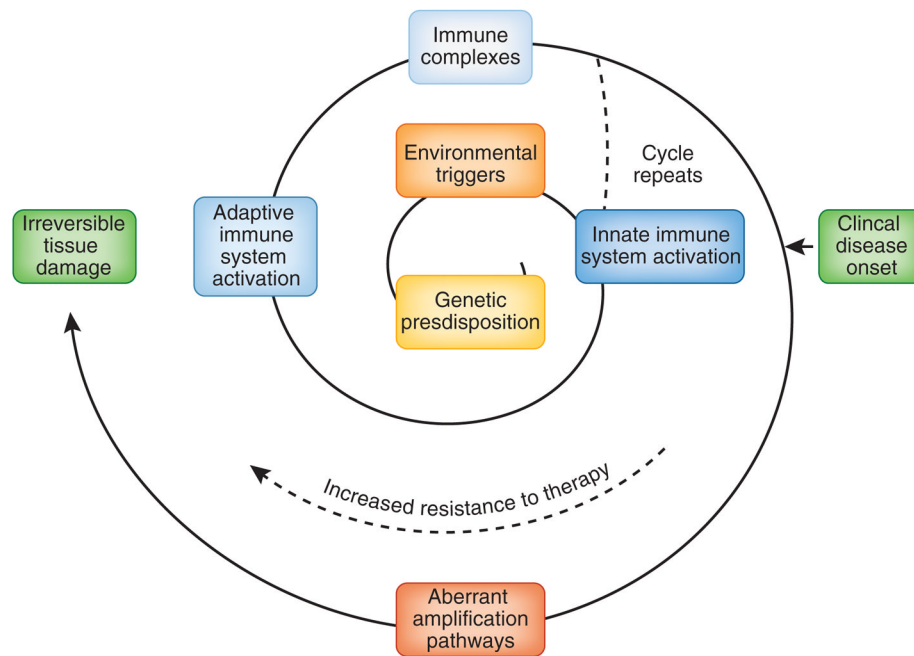 Immune
complexes
Environmental
triggers
Cycle
repeats
Irreversible
tissue
damage
Adaptive
immune
system
activation
Innate immune
system activation
Clincal
disease
onset
Genetic
presdisposition
Increased resistance to therapy
Aberrant
amplification
pathways